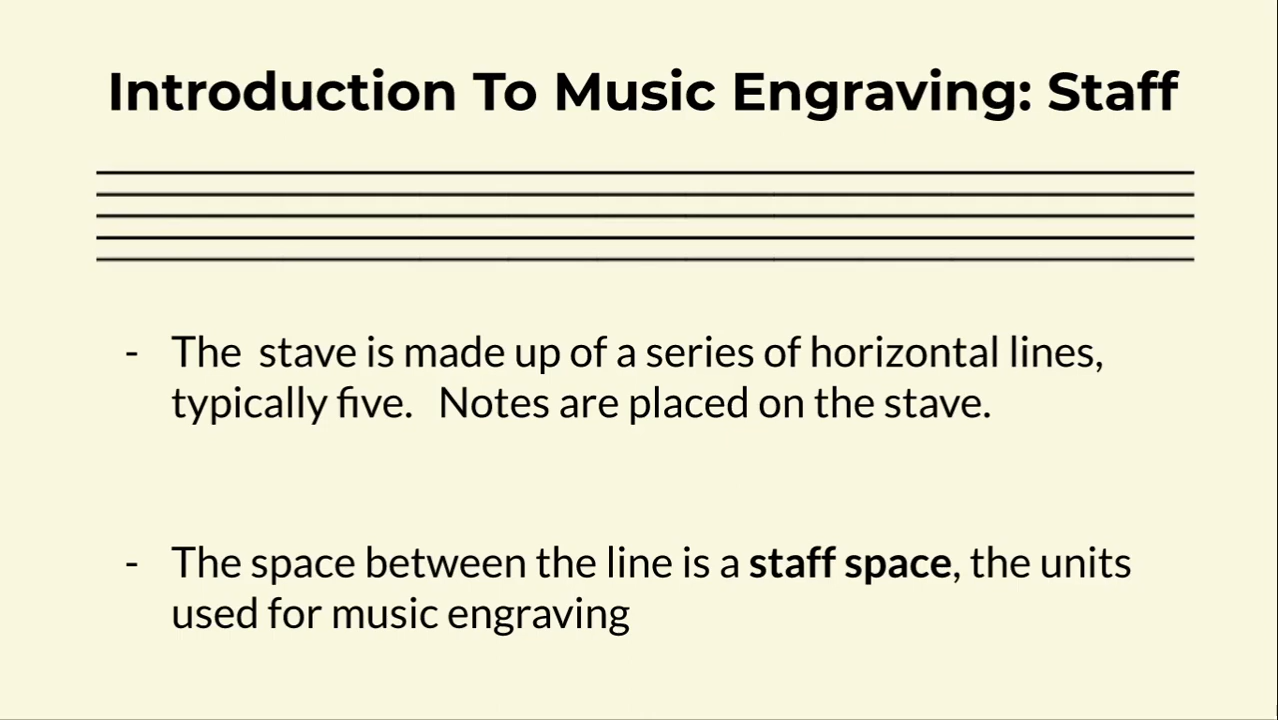 Introduction To Music Engraving: Staff
- The  stave is made up of a series of horizontal lines,
typically five.   Notes are placed on the stave.
- The space between the line is a staff space, the units
used for music engraving